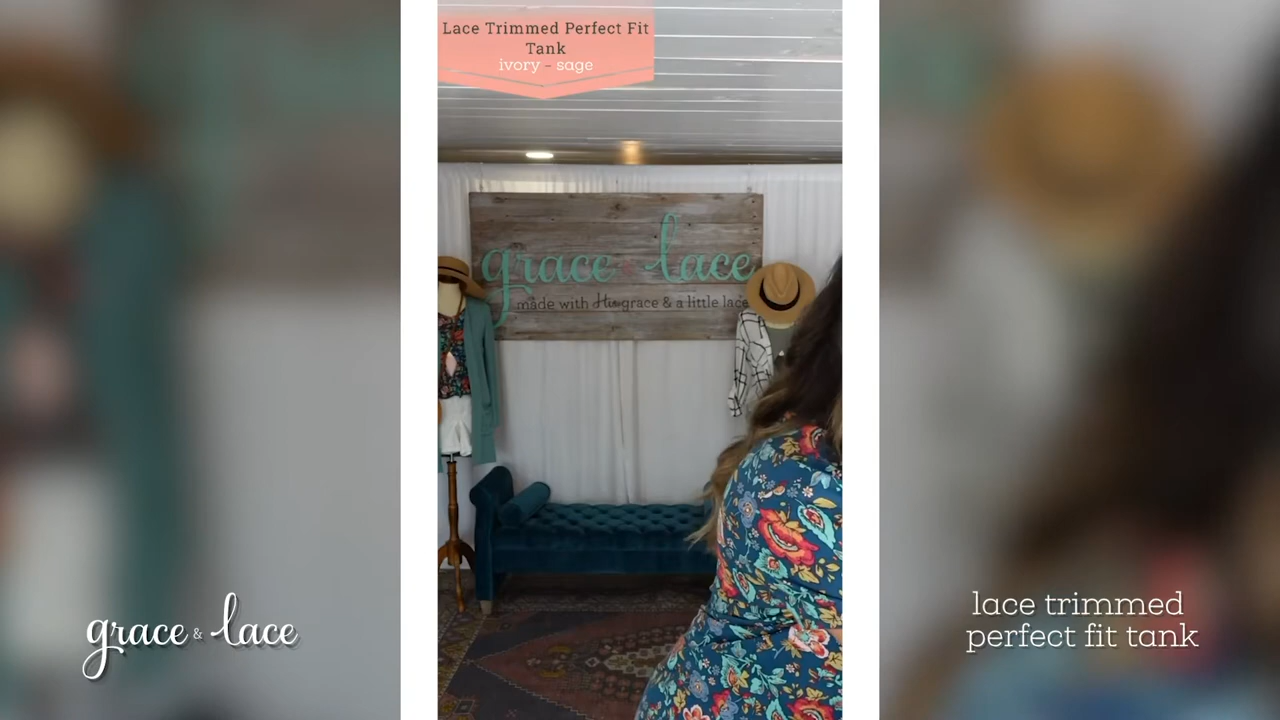 Lace Trimmed Perfect Fit
Tank
ivory - sage
grace & lace
made with His grace & a little lace
grace & lace
lace trimmed
perfect fit tank